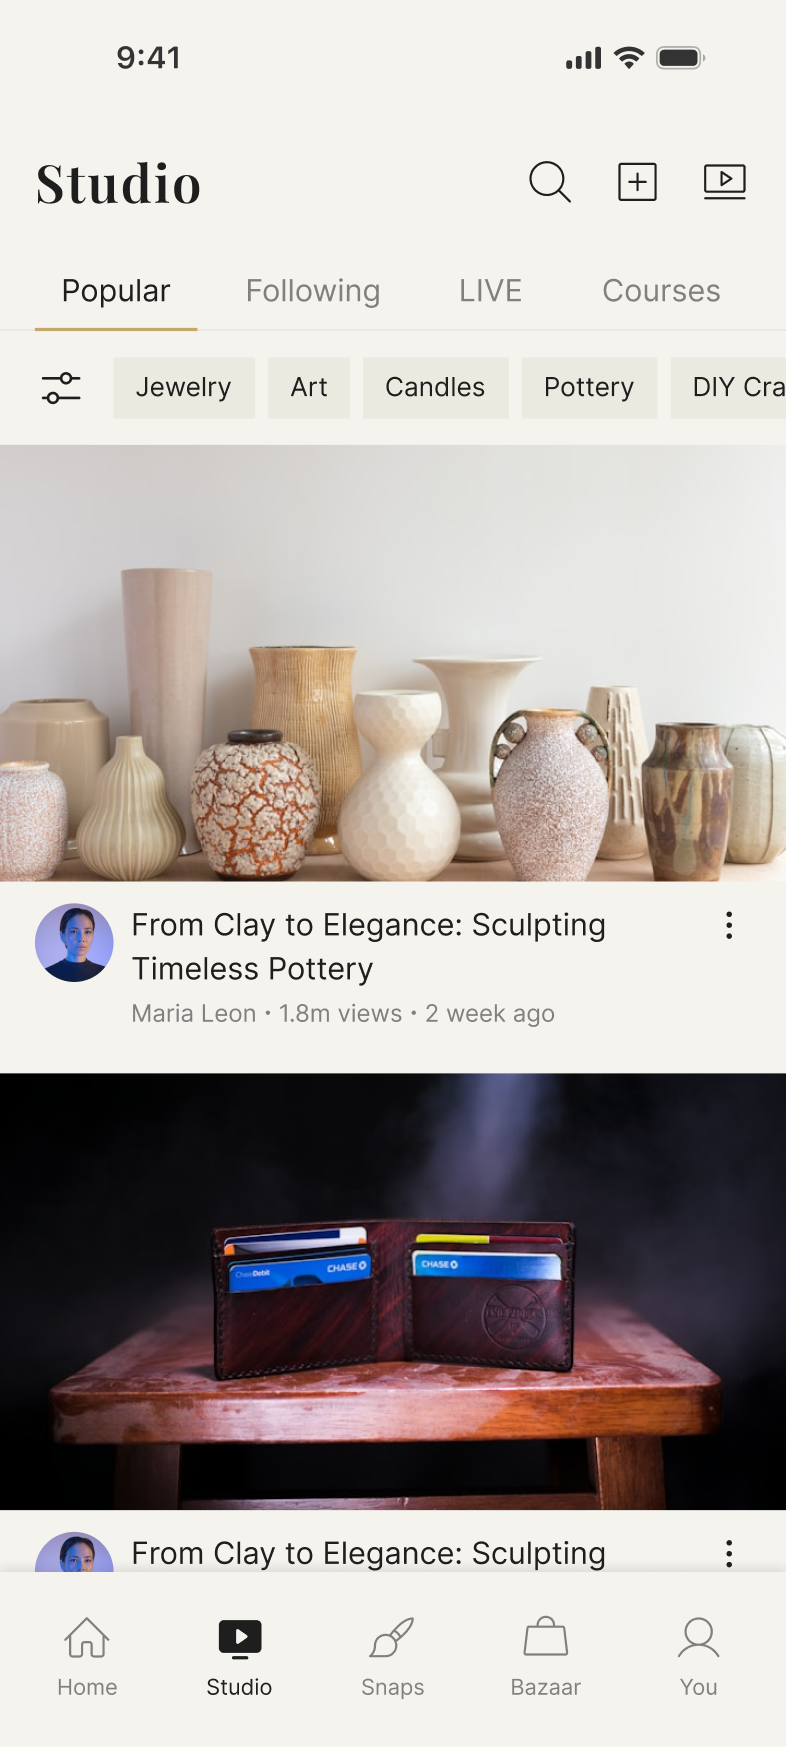 9:41
Studio
Popular Following LIVE Courses
Jewelry Art Candles Pottery DIY Cra
From Clay to Elegance: Sculpting
Timeless Pottery
Maria Leon • 1.8m views • 2 week ago
ChaseDebit CHASE CHASE
From Clay to Elegance: Sculpting
Home Studio Snaps Bazaar You